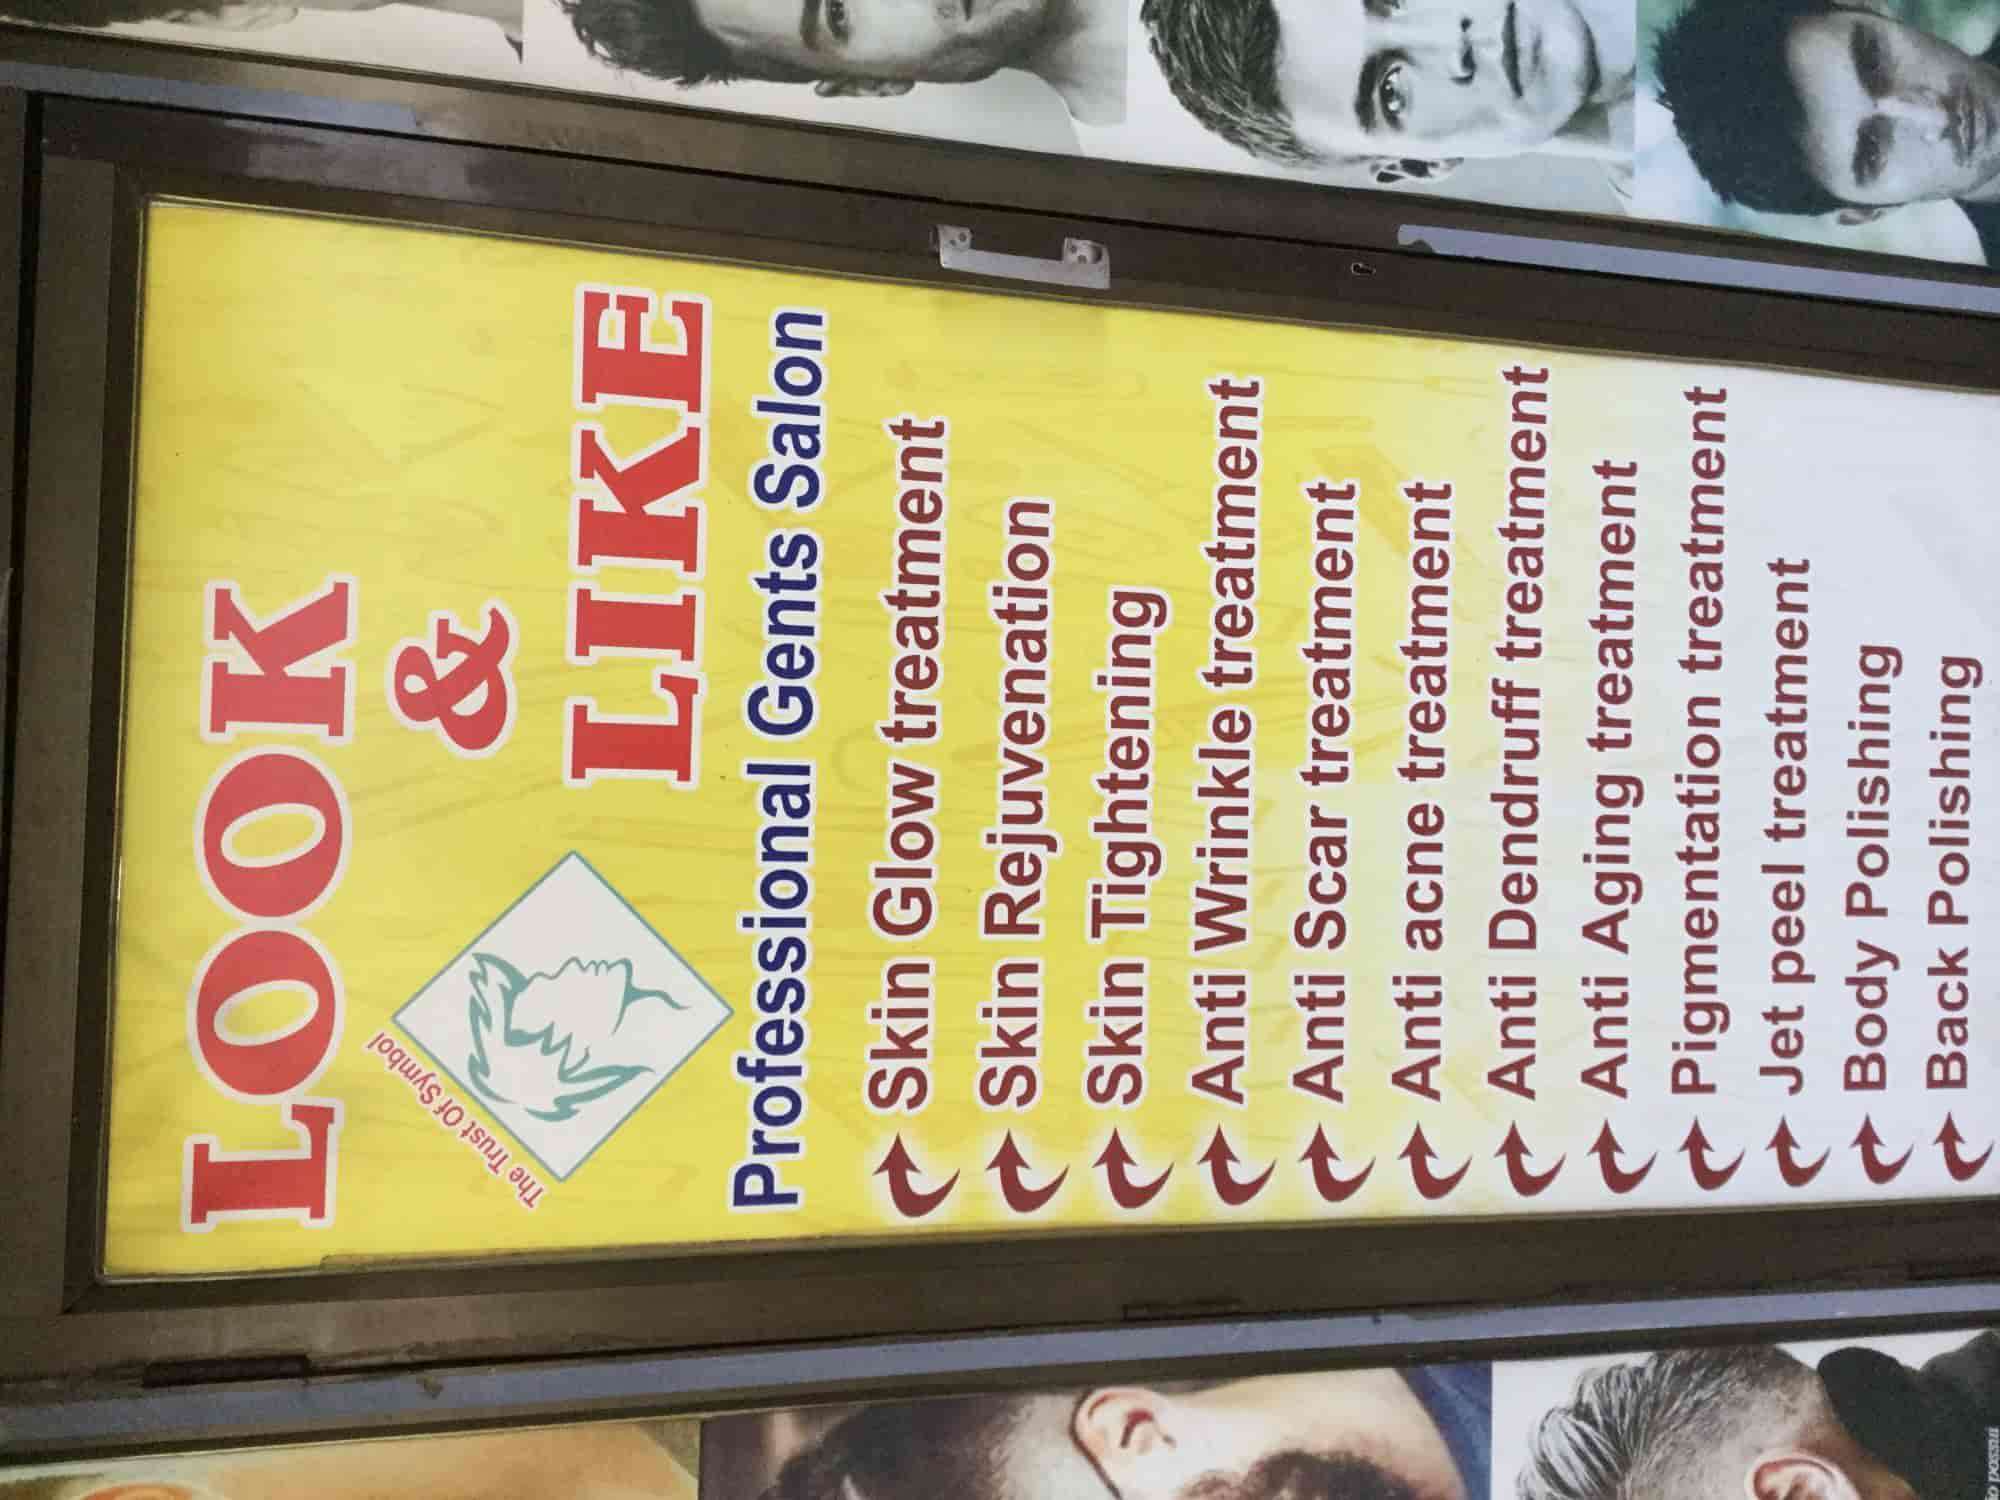 LOOK
&
LIKE
The Trust Of Symbol
Professional Gents Salon
Skin Glow treatment
Skin Rejuvenation
Skin Tightening
Anti Wrinkle treatment
Anti Scar treatment
Anti acne treatment
Anti Dendruff treatment
Anti Aging treatment
Pigmentation treatment
Jet peel treatment
Body Polishing
Back Polishing